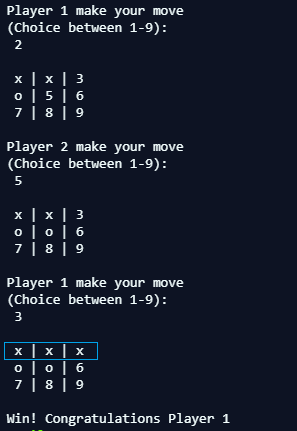 Player 1 make your move
(Choice between 1-9):
2
x | x | 3
o | 5 | 6
7 | 8 | 9
Player 2 make your move
(Choice between 1-9):
5
x | x | 3
o | o | 6
7 | 8 | 9
Player 1 make your move
(Choice between 1-9):
3
x | x | x
o | o | 6
7 | 8 | 9
Win! Congratulations Player 1